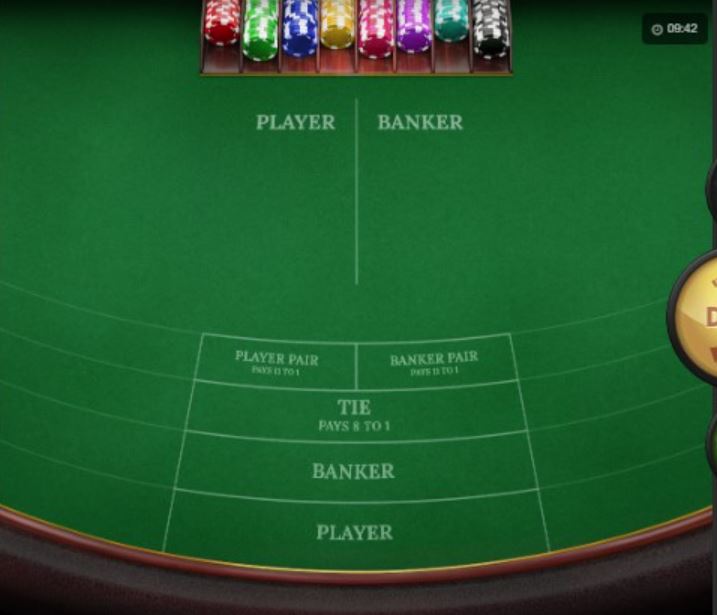 09:42
PLAYER BANKER
PLAYER PAIR BANKER PAIR
PAYS 11 TO 1 PAYS 11 TO 1
TIE
PAYS 8 TO 1
BANKER
PLAYER
D